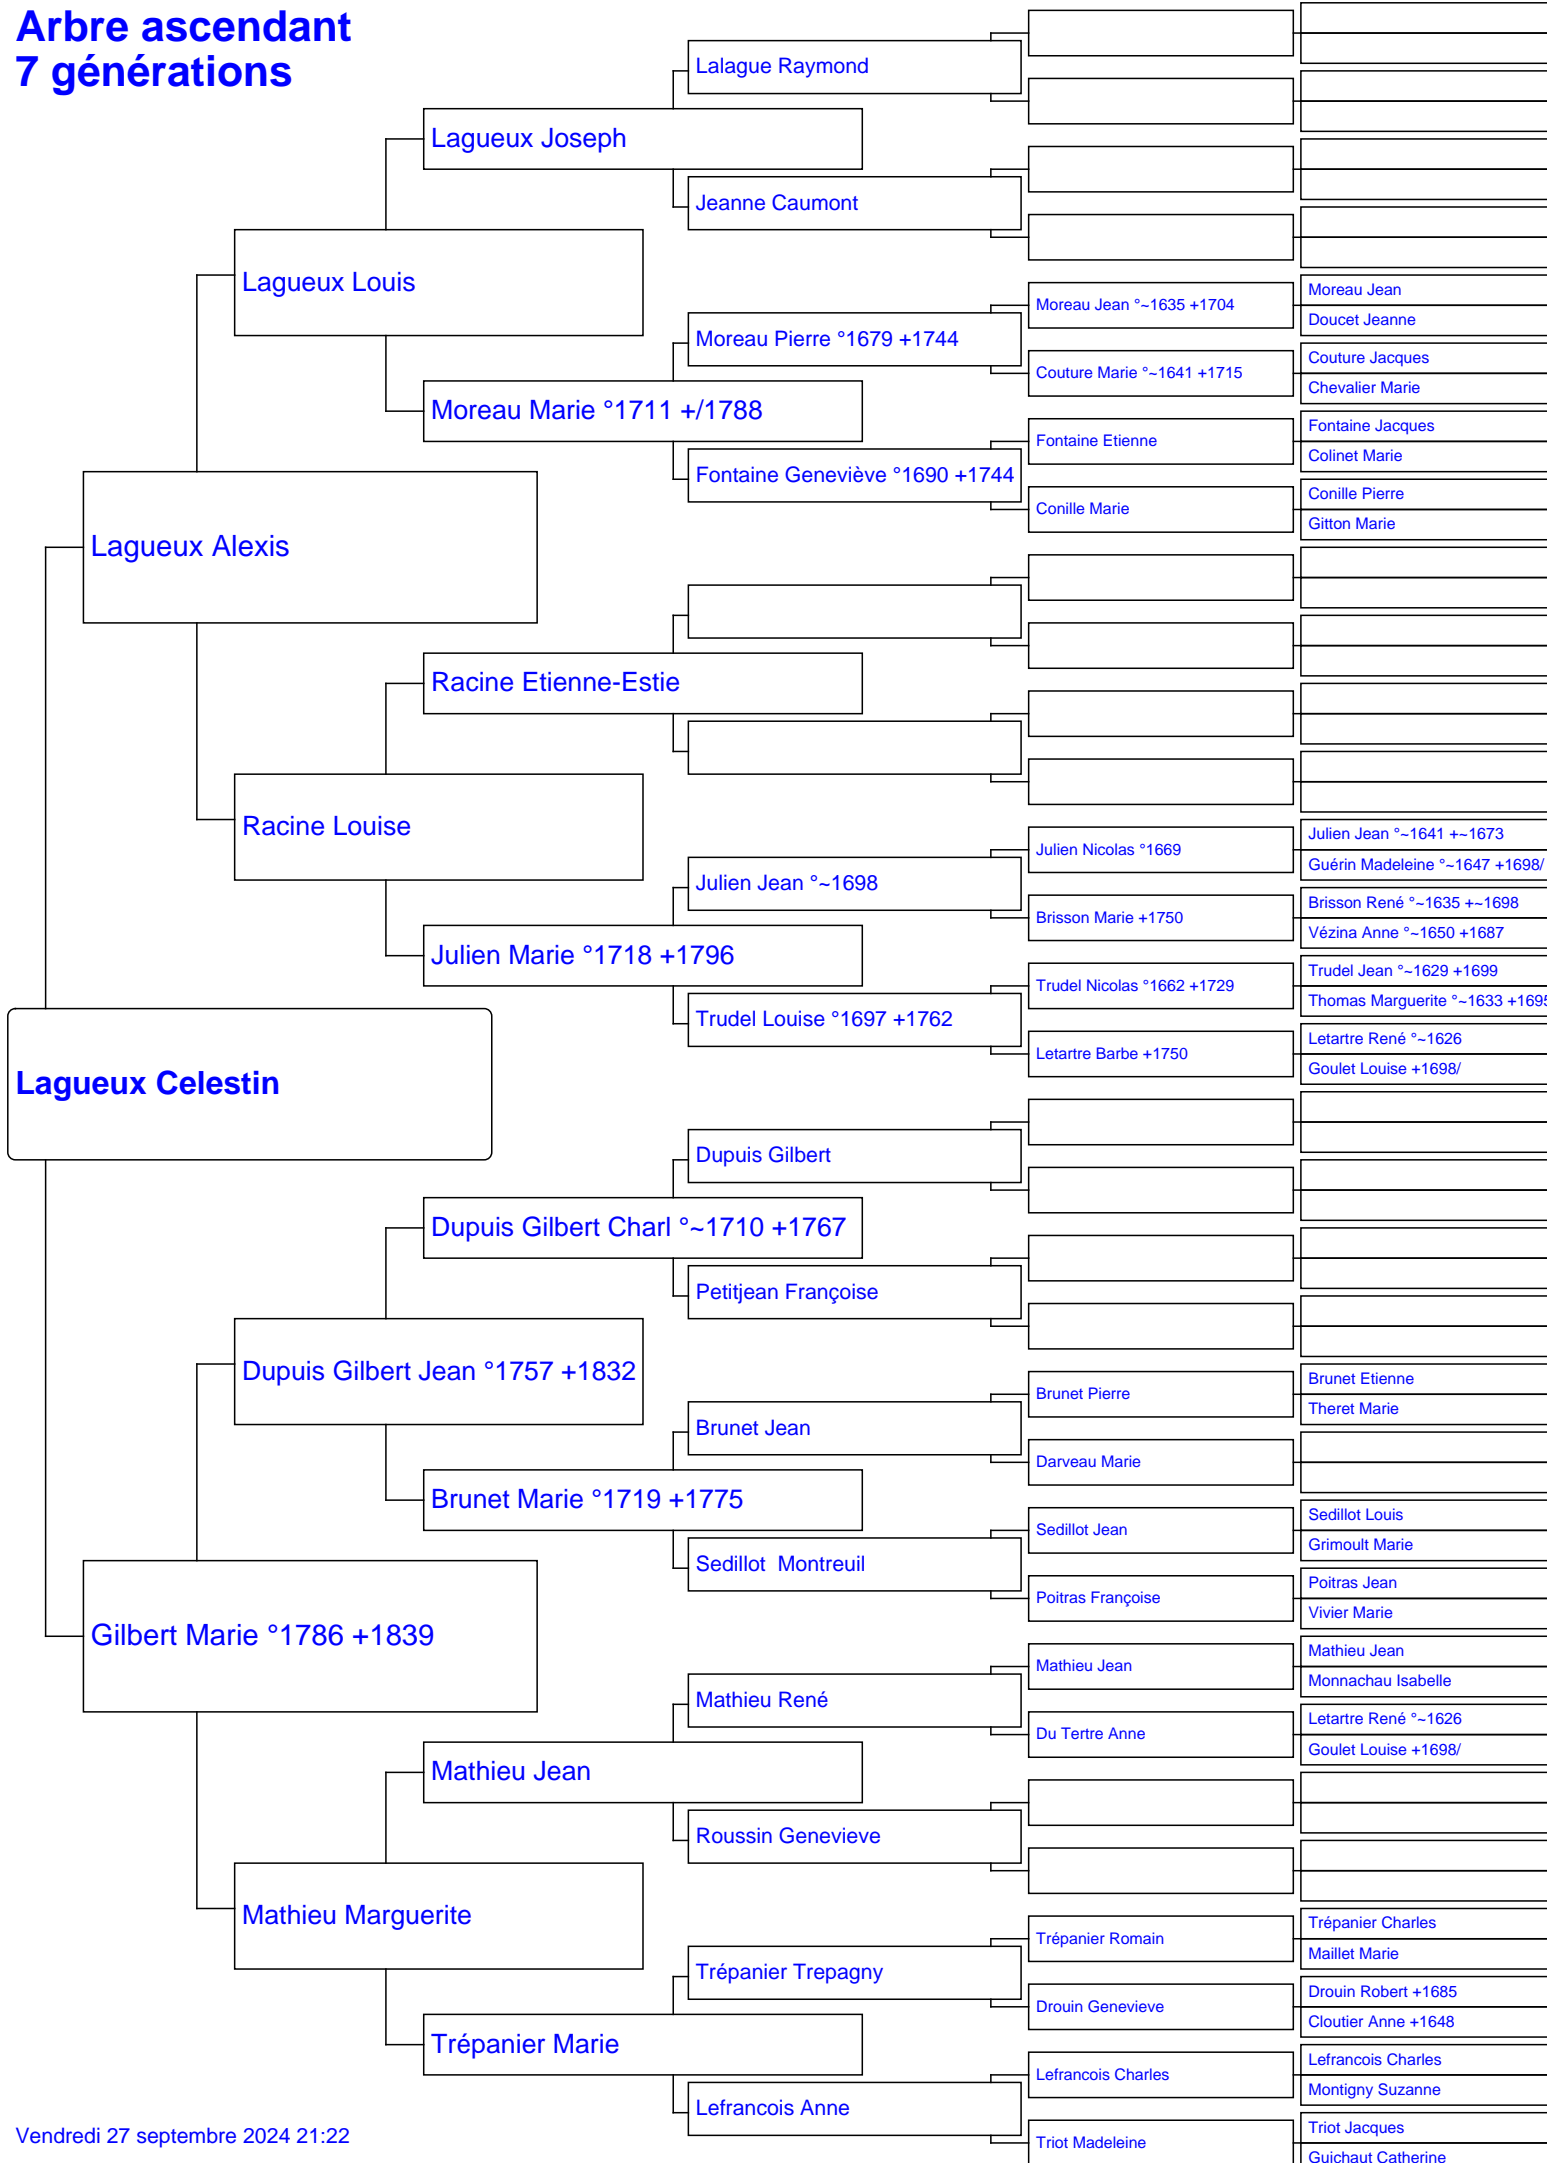 Arbre ascendant
7 générations
Lalague Raymond
Lagueux Joseph
Jeanne Caumont
Lagueux Louis
Moreau Jean
Moreau Jean °~1635 +1704
Doucet Jeanne
Moreau Pierre °1679 +1744
Couture Jacques
Couture Marie °~1641 +1715
Chevalier Marie
Moreau Marie °1711 +/1788
Fontaine Jacques
Fontaine Etienne
Colinet Marie
Fontaine Geneviève °1690 +1744
Conille Pierre
Conille Marie
Gitton Marie
Lagueux Alexis
Racine Etienne-Estie
Racine Louise
Julien Jean °~1641 +~1673
Julien Nicolas °1669
Guérin Madeleine °~1647 +1698/
Julien Jean °~1698
Brisson René °~1635 +~1698
Brisson Marie +1750
Vézina Anne °~1650 +1687
Julien Marie °1718 +1796
Trudel Jean °~1629 +1699
Trudel Nicolas °1662 +1729
Thomas Marguerite °~1633 +1695
Trudel Louise °1697 +1762
Letartre René °~1626
Letartre Barbe +1750
Goulet Louise +1698/
Lagueux Celestin
Dupuis Gilbert
Dupuis Gilbert Charl °~1710 +1767
Petitjean Françoise
Dupuis Gilbert Jean °1757 +1832
Brunet Etienne
Brunet Pierre
Theret Marie
Brunet Jean
Darveau Marie
Brunet Marie °1719 +1775
Sedillot Louis
Sedillot Jean
Grimoult Marie
Sedillot  Montreuil
Poitras Jean
Poitras Françoise
Vivier Marie
Gilbert Marie °1786 +1839
Mathieu Jean
Mathieu Jean
Monnachau Isabelle
Mathieu René
Letartre René °~1626
Du Tertre Anne
Goulet Louise +1698/
Mathieu Jean
Roussin Genevieve
Mathieu Marguerite
Trépanier Charles
Trépanier Romain
Maillet Marie
Trépanier Trepagny
Drouin Robert +1685
Drouin Genevieve
Cloutier Anne +1648
Trépanier Marie
Lefrancois Charles
Lefrancois Charles
Montigny Suzanne
Lefrancois Anne
Triot Jacques
Triot Madeleine
Guichaut Catherine
Vendredi 27 septembre 2024 21:22